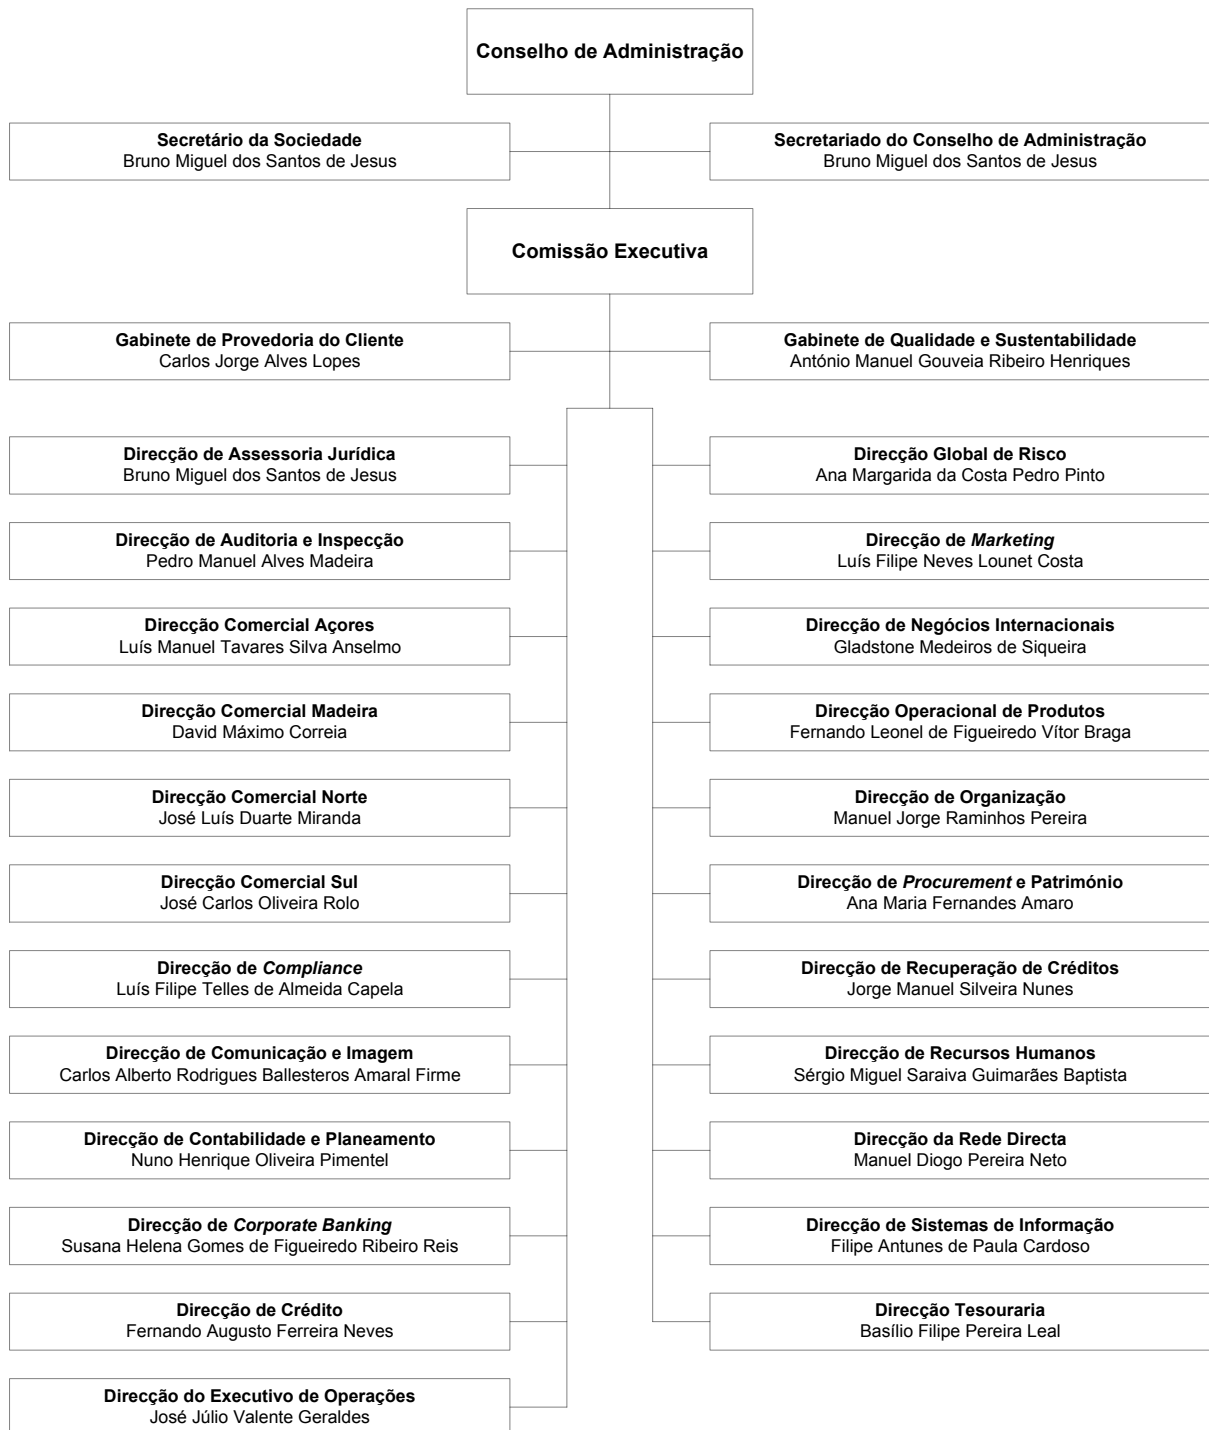 Conselho de Administração
Secretário da Sociedade
Bruno Miguel dos Santos de Jesus
Secretariado do Conselho de Administração
Bruno Miguel dos Santos de Jesus
Comissão Executiva
Gabinete de Provedoria do Cliente
Carlos Jorge Alves Lopes
Gabinete de Qualidade e Sustentabilidade
António Manuel Gouveia Ribeiro Henriques
Direcção de Assessoria Jurídica
Bruno Miguel dos Santos de Jesus
Direcção Global de Risco
Ana Margarida da Costa Pedro Pinto
Direcção de Auditoria e Inspecção
Pedro Manuel Alves Madeira
Direcção de Marketing
Luís Filipe Neves Lounet Costa
Direcção Comercial Açores
Luís Manuel Tavares Silva Anselmo
Direcção de Negócios Internacionais
Gladstone Medeiros de Siqueira
Direcção Comercial Madeira
David Máximo Correia
Direcção Operacional de Produtos
Fernando Leonel de Figueiredo Vítor Braga
Direcção Comercial Norte
José Luís Duarte Miranda
Direcção de Organização
Manuel Jorge Raminhos Pereira
Direcção Comercial Sul
José Carlos Oliveira Rolo
Direcção de Procurement e Património
Ana Maria Fernandes Amaro
Direcção de Compliance
Luís Filipe Telles de Almeida Capela
Direcção de Recuperação de Créditos
Jorge Manuel Silveira Nunes
Direcção de Comunicação e Imagem
Carlos Alberto Rodrigues Ballesteros Amaral Firme
Direcção de Recursos Humanos
Sérgio Miguel Saraiva Guimarães Baptista
Direcção de Contabilidade e Planeamento
Nuno Henrique Oliveira Pimentel
Direcção da Rede Directa
Manuel Diogo Pereira Neto
Direcção de Corporate Banking
Susana Helena Gomes de Figueiredo Ribeiro Reis
Direcção de Sistemas de Informação
Filipe Antunes de Paula Cardoso
Direcção de Crédito
Fernando Augusto Ferreira Neves
Direcção Tesouraria
Basílio Filipe Pereira Leal
Direcção do Executivo de Operações
José Júlio Valente Geraldes